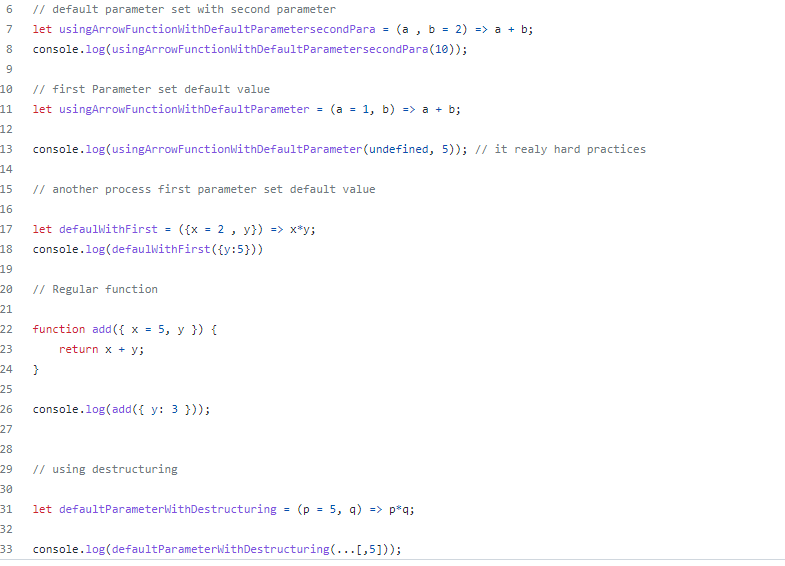 6 // default parameter set with second parameter
7 let usingArrowFunctionWithDefaultParametersecondPara = (a , b = 2) => a + b;
8 console.log(usingArrowFunctionWithDefaultParametersecondPara(10));
9
10 // first Parameter set default value
11 let usingArrowFunctionWithDefaultParameter = (a = 1, b) => a + b;
12
13 console.log(usingArrowFunctionWithDefaultParameter(undefined, 5)); // it realy hard practices
14
15 // another process first parameter set default value
16
17 let defaulWithFirst = ({x = 2 , y}) => x*y;
18 console.log(defaulWithFirst({y:5}))
19
20 // Regular function
21
22 function add({ x = 5, y }) {
23     return x + y;
24 }
25
26 console.log(add({ y: 3 }));
27
28
29 // using destructuring
30
31 let defaultParameterWithDestructuring = (p = 5, q) => p*q;
32
33 console.log(defaultParameterWithDestructuring(...[,5]));